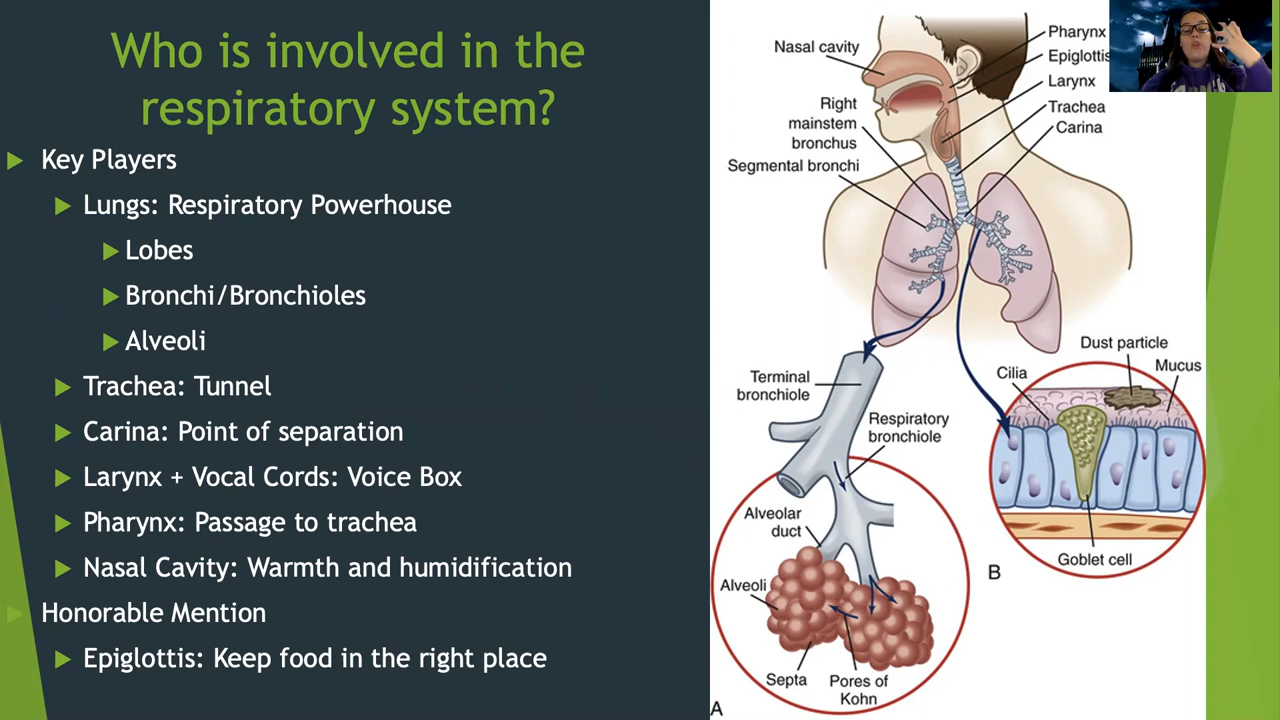 Who is involved in the
respiratory system?
Key Players
Lungs: Respiratory Powerhouse
Lobes
Bronchi/Bronchioles
Alveoli
Trachea: Tunnel
Carina: Point of separation
Larynx + Vocal Cords: Voice Box
Pharynx: Passage to trachea
Nasal Cavity: Warmth and humidification
Honorable Mention
Epiglottis: Keep food in the right place
Nasal cavity
Right
mainstem
bronchus
Segmental bronchi
Pharynx
Epiglottis
Larynx
Trachea
Carina
Terminal
bronchiole
Respiratory
bronchiole
Alveolar
duct
Alveoli
Septa
Pores of
Kohn
A
Dust particle
Cilia
Mucus
Goblet cell
B